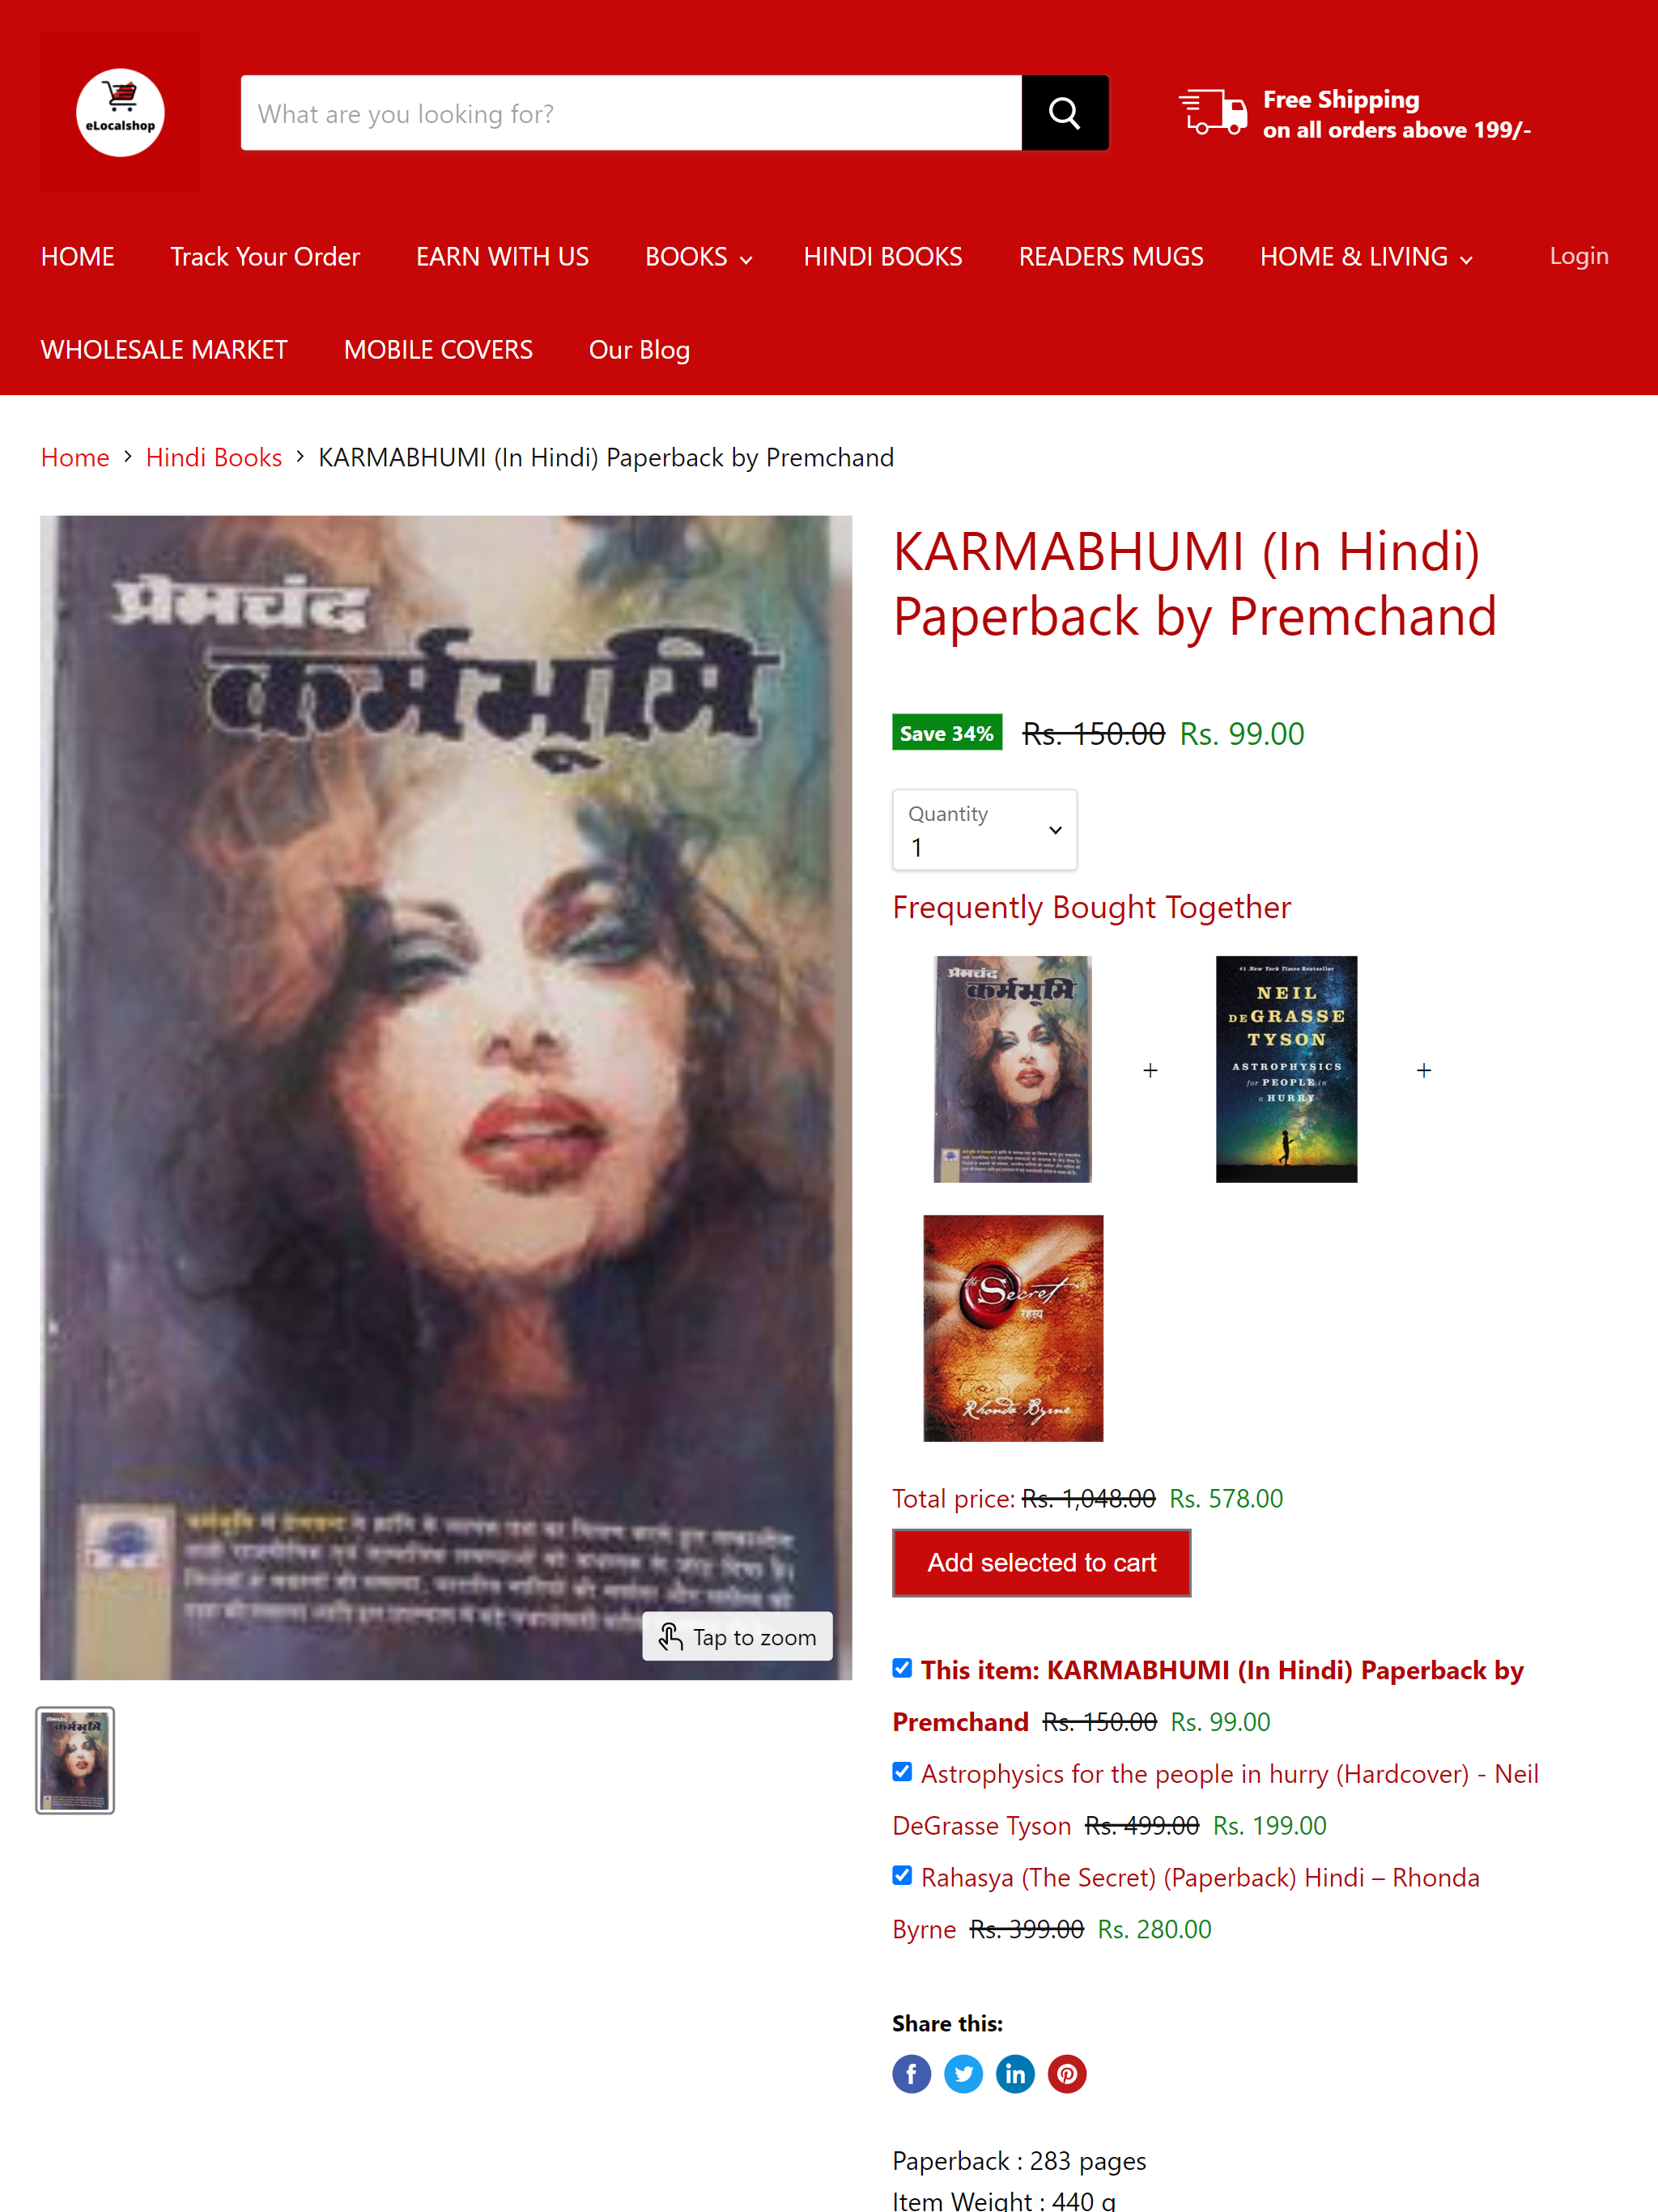 eLocalshop
What are you looking for?
Free Shipping
on all orders above 199/-
HOME
Track Your Order
EARN WITH US
BOOKS
HINDI BOOKS
READERS MUGS
HOME & LIVING
Login
WHOLESALE MARKET
MOBILE COVERS
Our Blog
Home > Hindi Books > KARMABHUMI (In Hindi) Paperback by Premchand
प्रेमचंद
कर्मभूमि
Tap to zoom
प्रेमचंद
कर्मभूमि
KARMABHUMI (In Hindi)
Paperback by Premchand
Save 34% Rs. 150.00 Rs. 99.00
Quantity
1
Frequently Bought Together
प्रेमचंद
कर्मभूमि
+
#1 New York Times Bestseller
NEIL
DEGRASSE
TYSON
ASTROPHYSICS
for PEOPLE in
a HURRY
+
The Secret
रहस्य
Rhonda Byrne
Total price: Rs. 1,048.00 Rs. 578.00
Add selected to cart
This item: KARMABHUMI (In Hindi) Paperback by
Premchand Rs. 150.00 Rs. 99.00
Astrophysics for the people in hurry (Hardcover) - Neil
DeGrasse Tyson Rs. 499.00 Rs. 199.00
Rahasya (The Secret) (Paperback) Hindi – Rhonda
Byrne Rs. 399.00 Rs. 280.00
Share this:
Paperback : 283 pages
Item Weight : 440 g